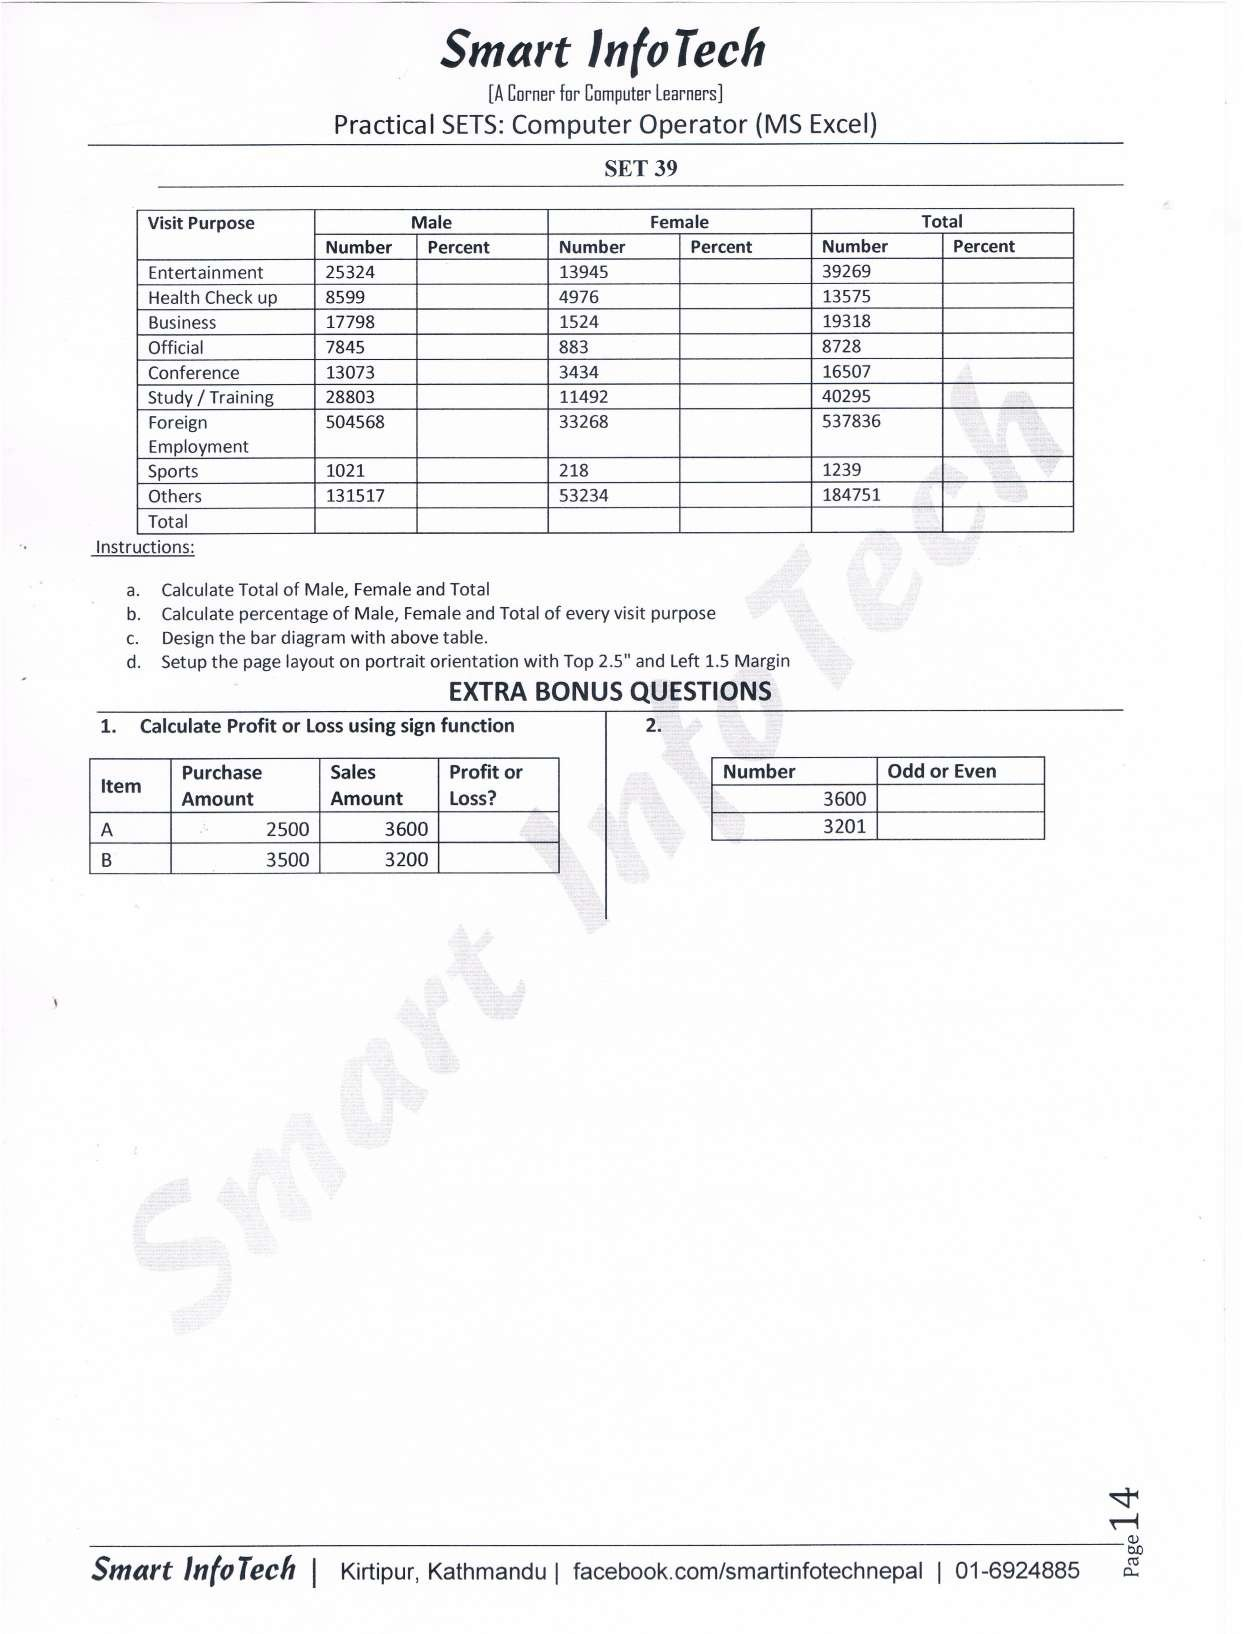 Smart InfoTech
[A Corner for Computer Learners]
Practical SETS: Computer Operator (MS Excel)
SET 39
Visit Purpose Male Female Total
Number Percent Number Percent Number Percent
Entertainment 25324 13945 39269
Health Check up 8599 4976 13575
Business 17798 1524 19318
Official 7845 883 8728
Conference 13073 3434 16507
Study / Training 28803 11492 40295
Foreign 504568 33268 537836
Employment
Sports 1021 218 1239
Others 131517 53234 184751
Total
Instructions:
a. Calculate Total of Male, Female and Total
b. Calculate percentage of Male, Female and Total of every visit purpose
c. Design the bar diagram with above table.
d. Setup the page layout on portrait orientation with Top 2.5" and Left 1.5 Margin
EXTRA BONUS QUESTIONS
1. Calculate Profit or Loss using sign function
Item Purchase Sales Profit or
Amount Amount Loss?
A 2500 3600
B 3500 3200
2.
Number Odd or Even
3600
3201
Smart InfoTech
Page 14
Smart InfoTech | Kirtipur, Kathmandu | facebook.com/smartinfotechnepal | 01-6924885